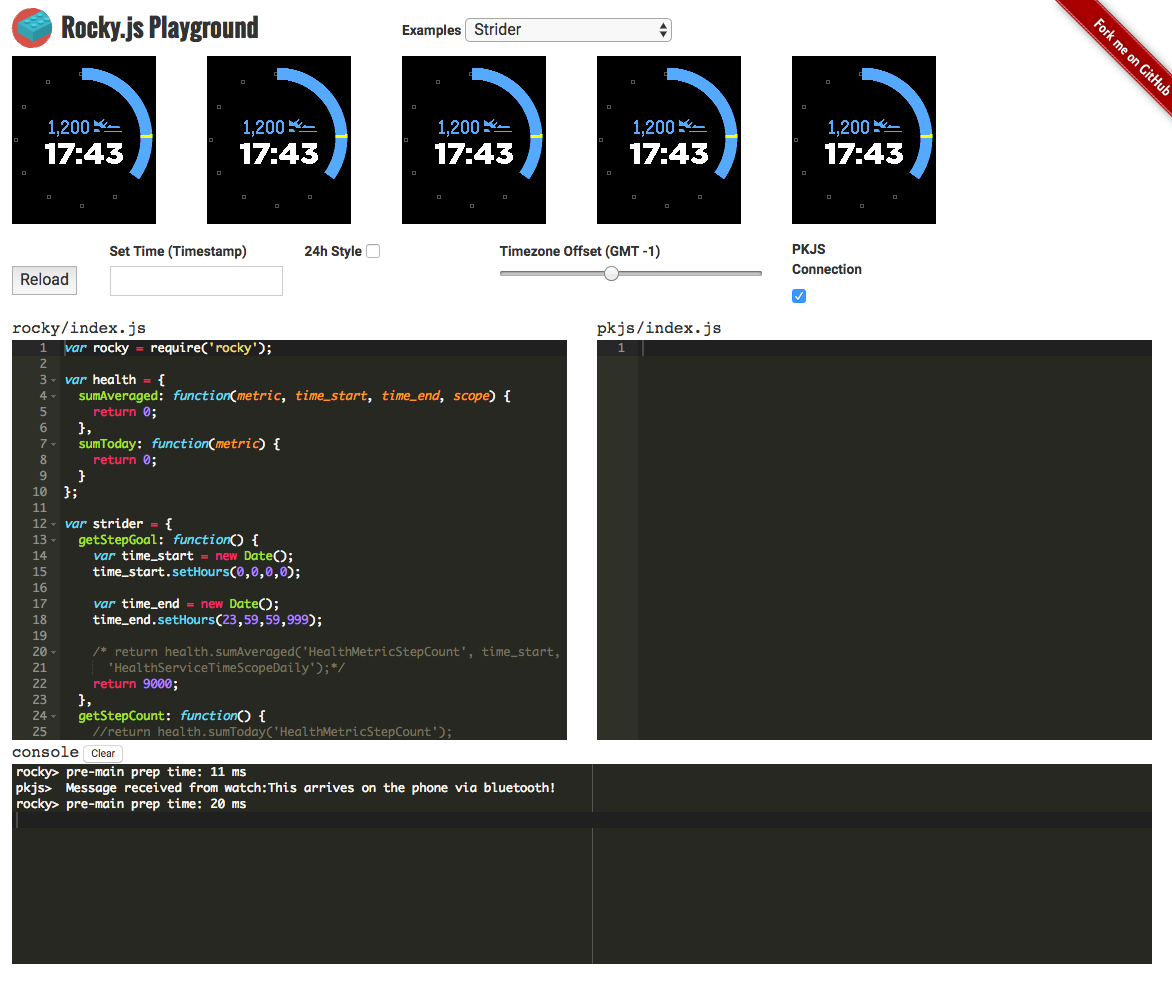 Rocky.js Playground
Examples Strider
Fork me on GitHub
1,200
17:43
1,200
17:43
1,200
17:43
1,200
17:43
1,200
17:43
Reload
Set Time (Timestamp)
24h Style
Timezone Offset (GMT -1)
PKJS
Connection
rocky/index.js
1 var rocky = require('rocky');
2
3 var health = {
4 sumAveraged: function(metric, time_start, time_end, scope) {
5 return 0;
6 },
7 sumToday: function(metric) {
8 return 0;
9 }
10 };
11
12 var strider = {
13 getStepGoal: function() {
14 var time_start = new Date();
15 time_start.setHours(0,0,0,0);
16
17 var time_end = new Date();
18 time_end.setHours(23,59,59,999);
19
20 /* return health.sumAveraged('HealthMetricStepCount', time_start,
21 'HealthServiceTimeScopeDaily');*/
22 return 9000;
23 },
24 getStepCount: function() {
25 //return health.sumToday('HealthMetricStepCount');
pkjs/index.js
1
console Clear
rocky> pre-main prep time: 11 ms
pkjs> Message received from watch:This arrives on the phone via bluetooth!
rocky> pre-main prep time: 20 ms